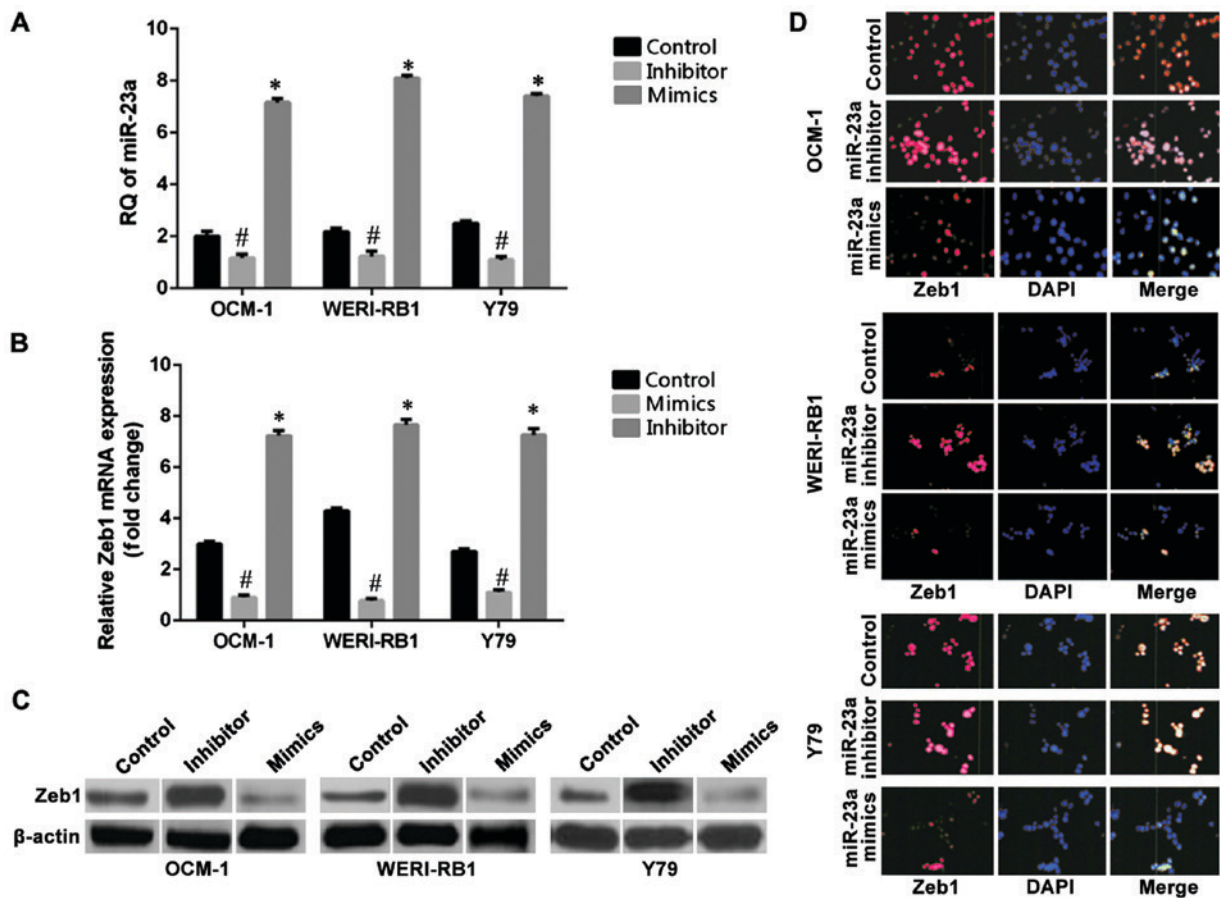 A
RQ of miR-23a
10
8
6
4
2
0
*
*
*
#
#
#
OCM-1
WERI-RB1
Y79
Control
Inhibitor
Mimics
B
Relative Zeb1 mRNA expression
(fold change)
10
8
6
4
2
0
*
*
*
#
#
#
OCM-1
WERI-RB1
Y79
Control
Mimics
Inhibitor
C
Control
Inhibitor
Mimics
Control
Inhibitor
Mimics
Control
Inhibitor
Mimics
Zeb1
β-actin
OCM-1
WERI-RB1
Y79
D
OCM-1
Control
miR-23a
inhibitor
miR-23a
mimics
Zeb1
DAPI
Merge
WERI-RB1
Control
miR-23a
inhibitor
miR-23a
mimics
Zeb1
DAPI
Merge
Y79
Control
miR-23a
inhibitor
miR-23a
mimics
Zeb1
DAPI
Merge